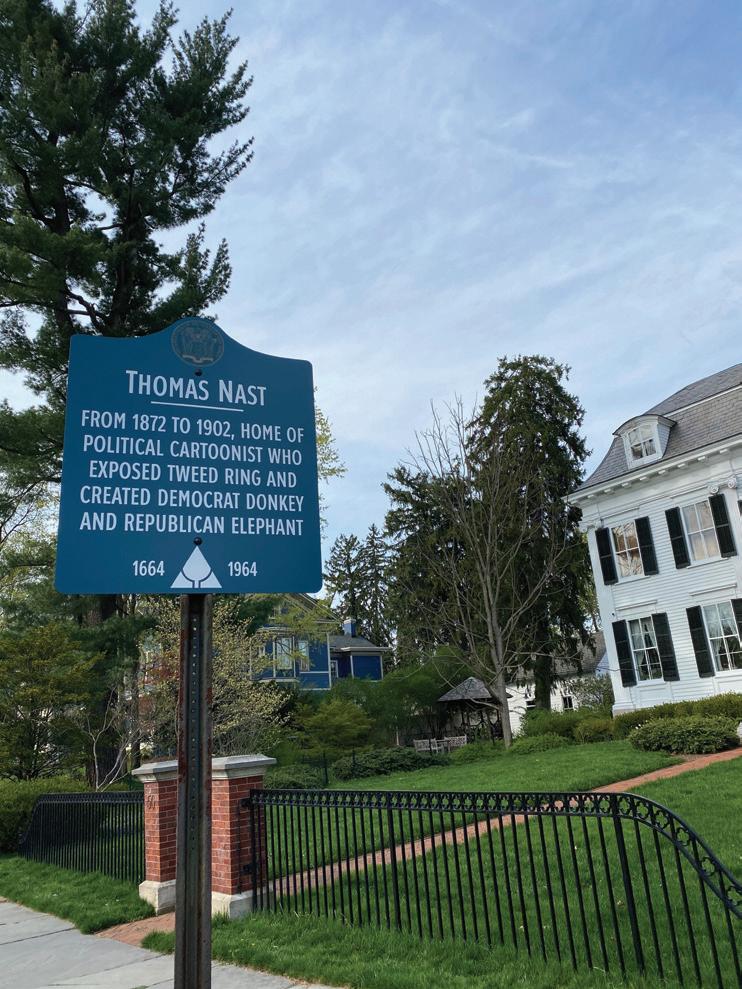 THOMAS NAST
FROM 1872 TO 1902, HOME OF
POLITICAL CARTOONIST WHO
EXPOSED TWEED RING AND
CREATED DEMOCRAT DONKEY
AND REPUBLICAN ELEPHANT
1664 1964